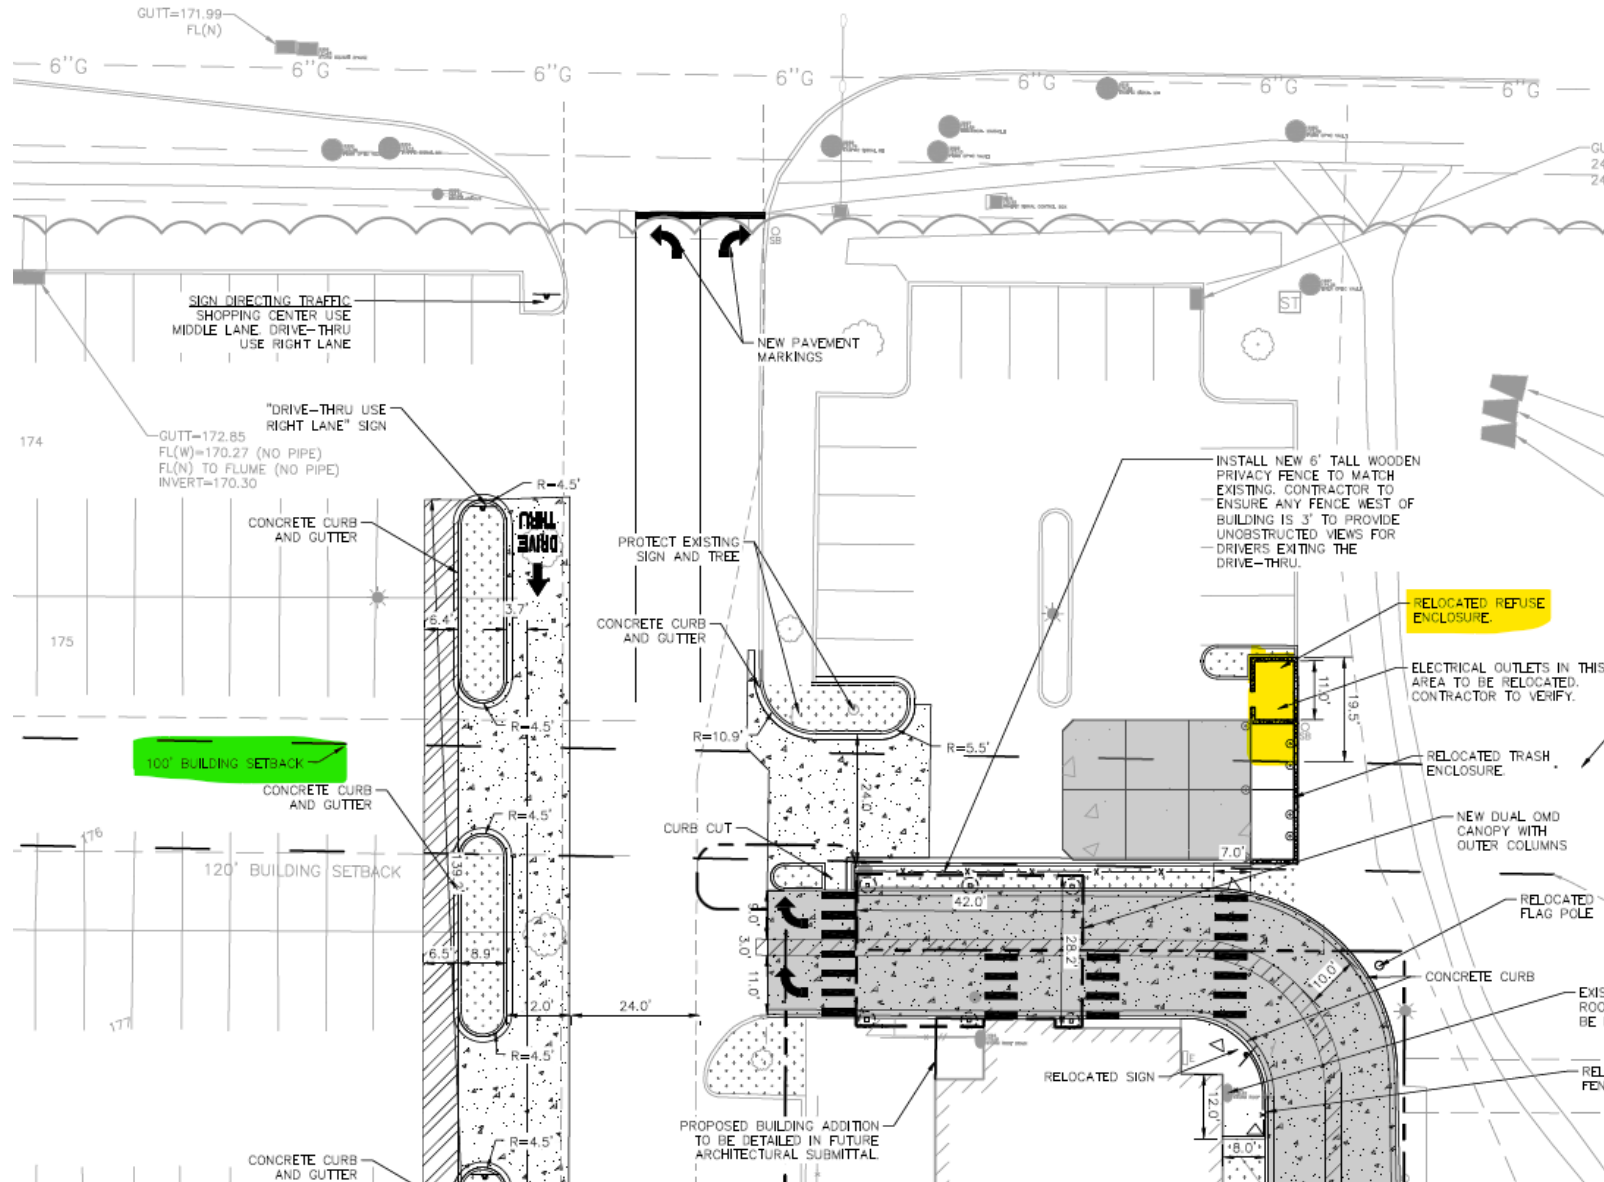 GUTT=171.99
FL(N)
6"G
6"G
6"G
6"G
6"G
6"G
6"G
SB
SIGN DIRECTING TRAFFIC
SHOPPING CENTER USE
MIDDLE LANE. DRIVE-THRU
USE RIGHT LANE
ST
NEW PAVEMENT
MARKINGS
"DRIVE-THRU USE
RIGHT LANE" SIGN
174
GUTT=172.85
FL(W)=170.27 (NO PIPE)
FL(N) TO FLUME (NO PIPE)
INVERT=170.30
INSTALL NEW 6' TALL WOODEN
PRIVACY FENCE TO MATCH
EXISTING. CONTRACTOR TO
ENSURE ANY FENCE WEST OF
BUILDING IS 3' TO PROVIDE
UNOBSTRUCTED VIEWS FOR
DRIVERS EXITING THE
DRIVE-THRU.
R=4.5'
CONCRETE CURB
AND GUTTER
DRIVE
THRU
PROTECT EXISTING
SIGN AND TREE
3.7'
6.4'
175
CONCRETE CURB
AND GUTTER
RELOCATED REFUSE
ENCLOSURE.
ELECTRICAL OUTLETS IN THIS
AREA TO BE RELOCATED.
CONTRACTOR TO VERIFY.
11.0'
19.5'
R=4.5'
R=10.9'
R=5.5'
SB
100' BUILDING SETBACK
RELOCATED TRASH
ENCLOSURE.
CONCRETE CURB
AND GUTTER
24.0'
R=4.5'
CURB CUT
NEW DUAL OMD
CANOPY WITH
OUTER COLUMNS
176
120' BUILDING SETBACK
7.0'
42.0'
9.0'
3.0'
11.0'
28.2'
RELOCATED
FLAG POLE
6.5'
8.9'
10.0'
CONCRETE CURB
2.0'
24.0'
177
R=4.5'
E
RELOCATED SIGN
12.0'
PROPOSED BUILDING ADDITION
TO BE DETAILED IN FUTURE
ARCHITECTURAL SUBMITTAL.
8.0'
R=4.5'
CONCRETE CURB
AND GUTTER